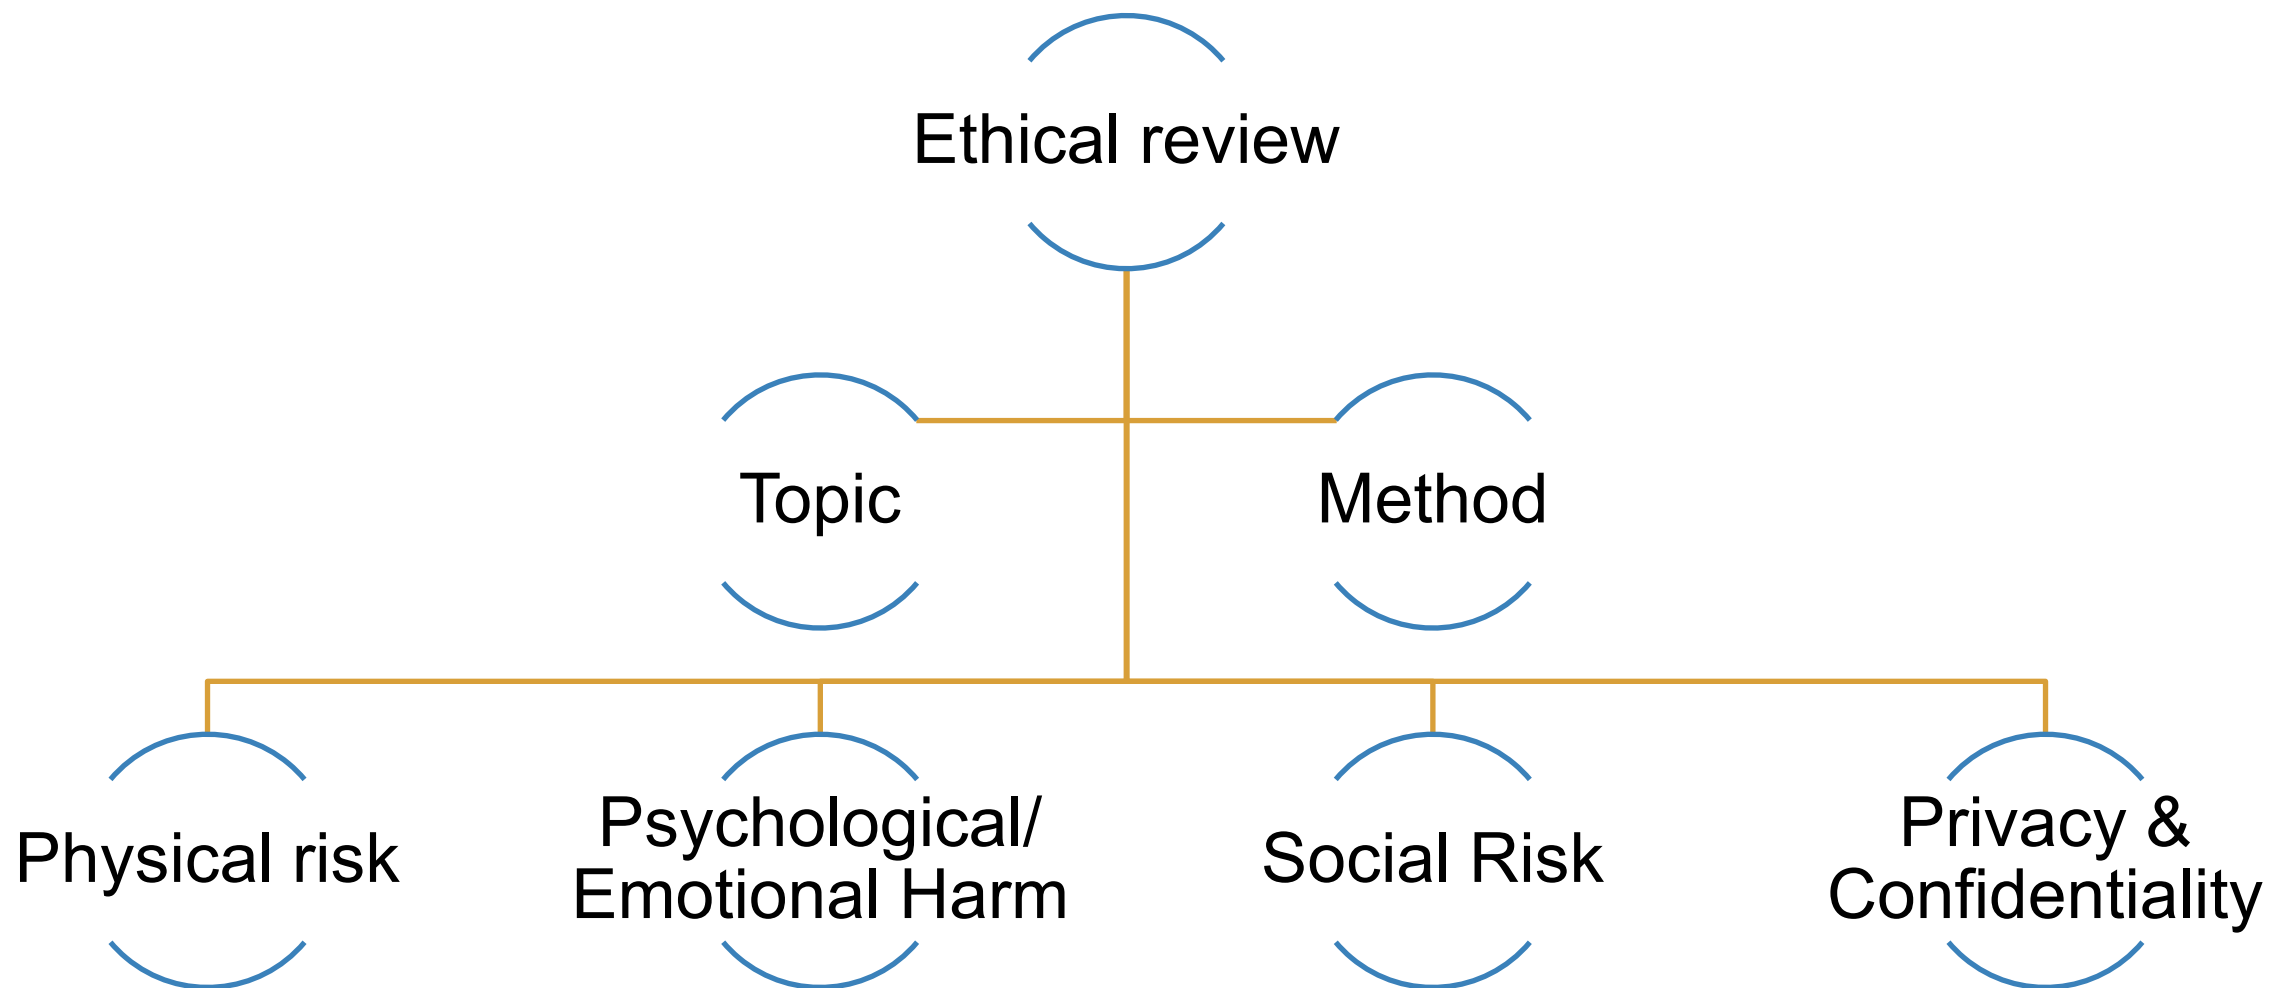 Ethical review
Topic
Method
Physical risk
Psychological/
Emotional Harm
Social Risk
Privacy &
Confidentiality